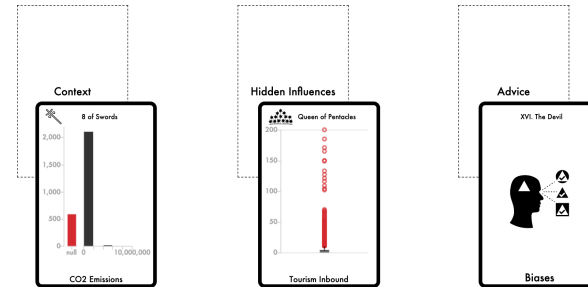 Context
Hidden Influences
Advice
8 of Swords
Queen of Pentacles
XVI. The Devil
2,000
1,500
1,000
500
0
null 0 10,000,000
200
150
100
50
0
CO2 Emissions
Tourism Inbound
Biases